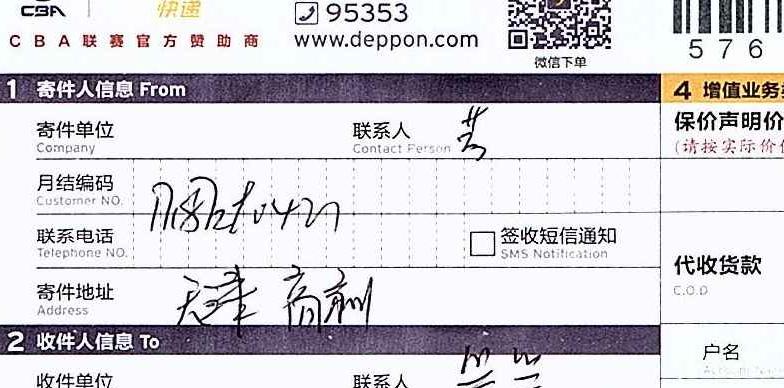 CBA 快递 95353
CBA联赛官方赞助商 www.deppon.com
微信下单 576
1 寄件人信息 From 4 增值业务
寄件单位 Company 联系人 Contact Person 保价声明价
(请按实际价值
月结编码 Customer NO.
联系电话 Telephone NO. 签收短信通知 SMS Notification 代收货款 C.O.D
寄件地址 Address 天津
2 收件人信息 To 户名
收件单位 联系人